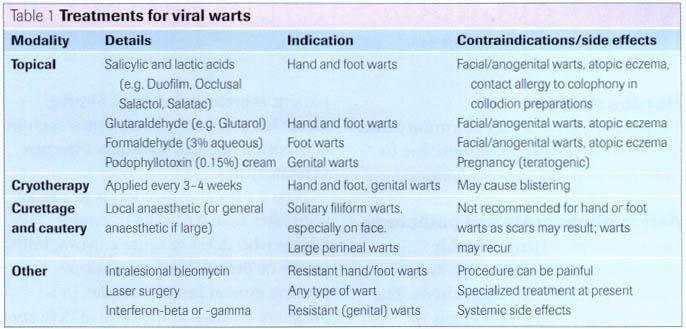 Table 1 Treatments for viral warts
Modality Details Indication Contraindications/side effects
Topical Salicylic and lactic acids Hand and foot warts Facial/anogenital warts, atopic eczema,
(e.g. Duofilm, Occlusal contact allergy to colophony in
Salactol, Salatac) collodion preparations
Glutaraldehyde (e.g. Glutarol) Hand and foot warts Facial/anogenital warts, atopic eczema
Formaldehyde (3% aqueous) Foot warts Facial/anogenital warts, atopic eczema
Podophyllotoxin (0.15%) cream Genital warts Pregnancy (teratogenic)
Cryotherapy Applied every 3–4 weeks Hand and foot, genital warts May cause blistering
Curettage Local anaesthetic (or general Solitary filiform warts, Not recommended for hand or foot
and cautery anaesthetic if large) especially on face. warts as scars may result; warts
Large perineal warts may recur
Other Intralesional bleomycin Resistant hand/foot warts Procedure can be painful
Laser surgery Any type of wart Specialized treatment at present
Interferon-beta or -gamma Resistant (genital) warts Systemic side effects